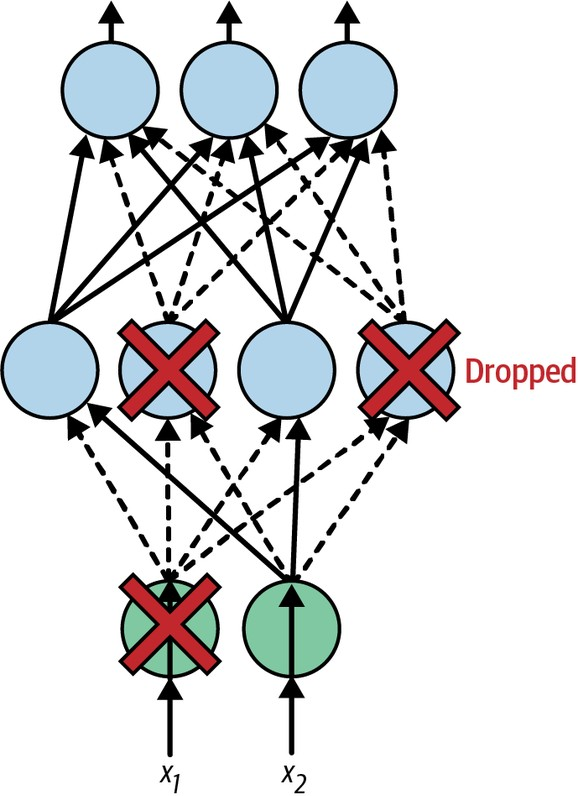 Dropped
x₁
x₂